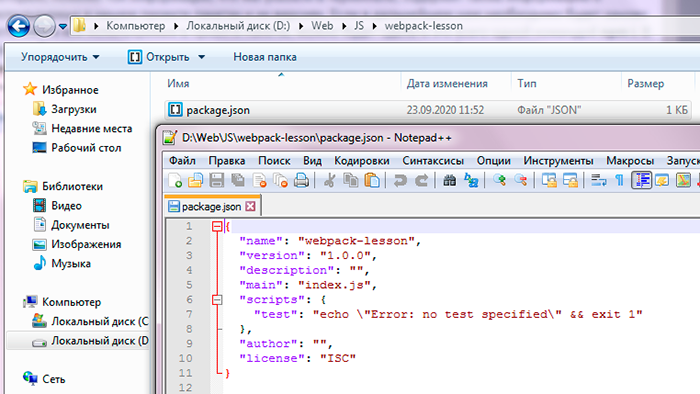 Компьютер ▸ Локальный диск (D:) ▸ Web ▸ JS ▸ webpack-lesson
Упорядочить Открыть Новая папка
Избранное
Загрузки
Недавние места
Рабочий стол
Библиотеки
Видео
Документы
Изображения
Музыка
Компьютер
Локальный диск (C
Локальный диск (D
Сеть
Имя Дата изменения Тип Размер
package.json 23.09.2020 11:52 Файл "JSON" 1 КБ
D:\Web\JS\webpack-lesson\package.json - Notepad++
Файл Правка Поиск Вид Кодировки Синтаксисы Опции Инструменты Макросы Запуск
package.json
1 {
2 "name": "webpack-lesson",
3 "version": "1.0.0",
4 "description": "",
5 "main": "index.js",
6 "scripts": {
7 "test": "echo \"Error: no test specified\" && exit 1"
8 },
9 "author": "",
10 "license": "ISC"
11 }
12